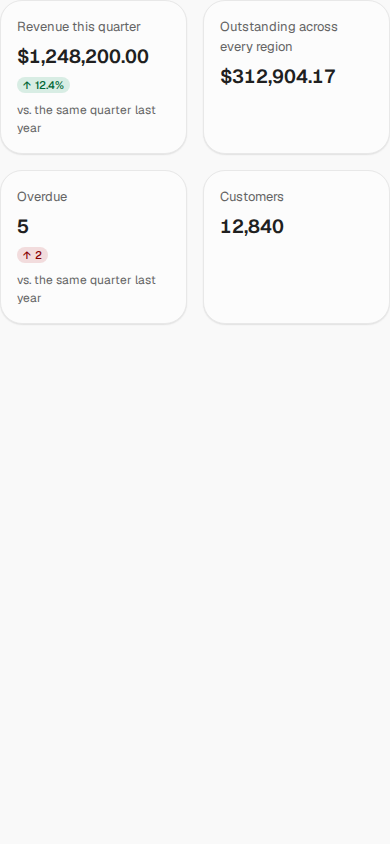 Revenue this quarter
$1,248,200.00
↑ 12.4%
vs. the same quarter last
year
Outstanding across
every region
$312,904.17
Overdue
5
↑ 2
vs. the same quarter last
year
Customers
12,840